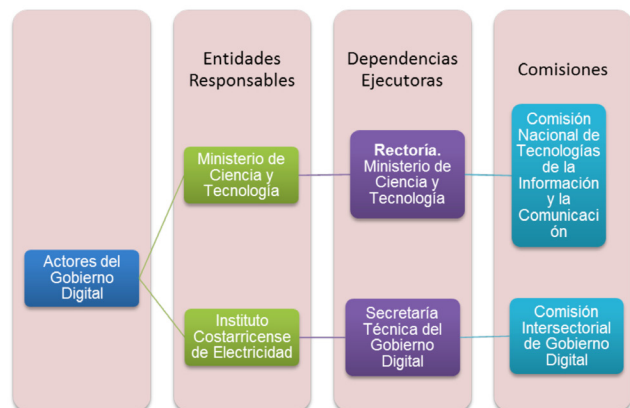 Entidades
Responsables
Dependencias
Ejecutoras
Comisiones
Actores del
Gobierno
Digital
Ministerio de
Ciencia y
Tecnología
Rectoría.
Ministerio de
Ciencia y
Tecnología
Comisión
Nacional de
Tecnologías
de la
Información
y la
Comunicaci
ón
Instituto
Costarricense
de Electricidad
Secretaría
Técnica del
Gobierno
Digital
Comisión
Intersectorial
de Gobierno
Digital